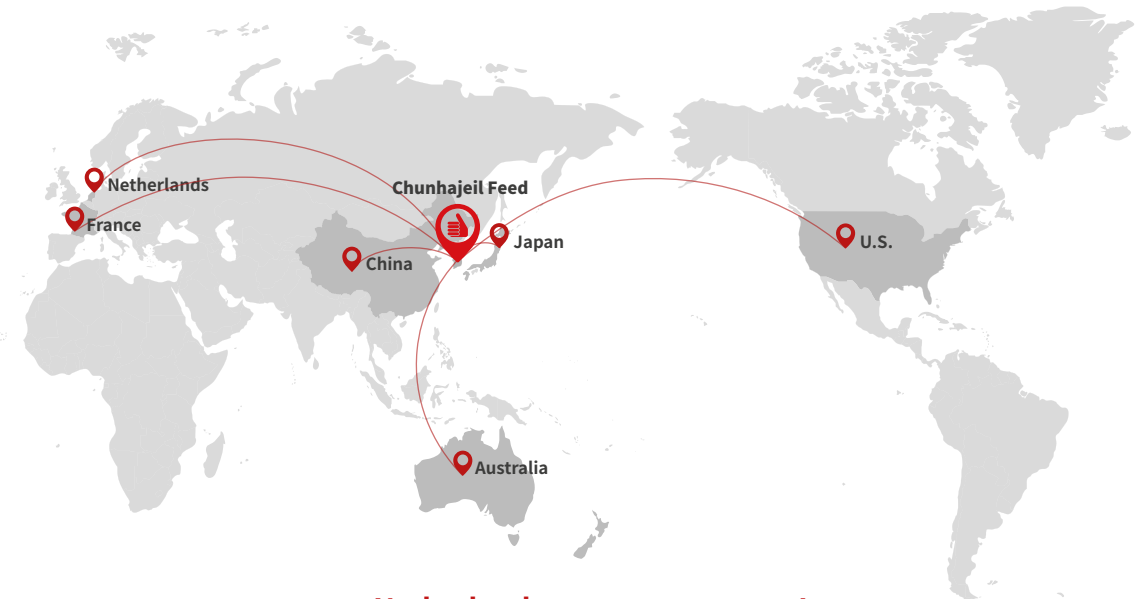 Netherlands
Chunhajeil Feed
France
Japan
U.S.
China
Australia